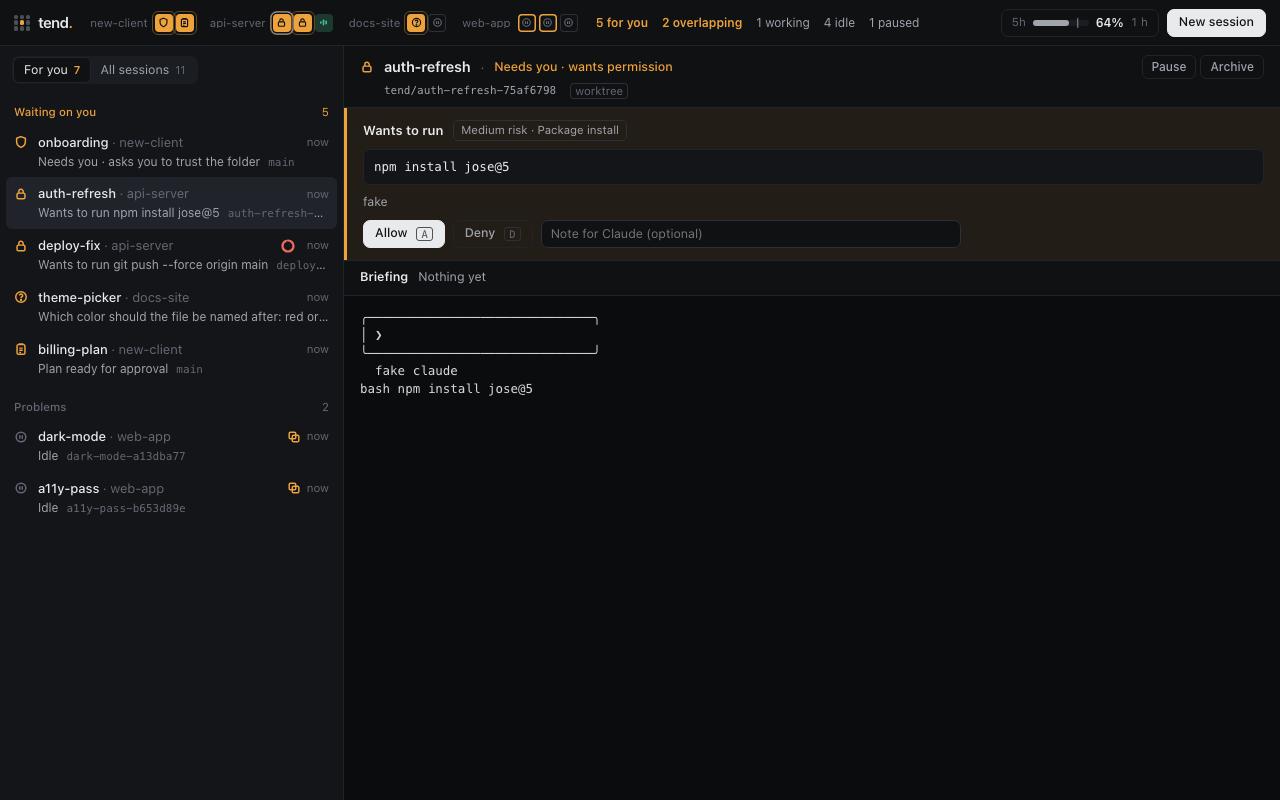 tend. new-client api-server docs-site web-app 5 for you 2 overlapping 1 working 4 idle 1 paused 5h 64% 1 h New session
For you 7 All sessions 11
Waiting on you 5
onboarding · new-client now
Needs you · asks you to trust the folder main
auth-refresh · api-server now
Wants to run npm install jose@5 auth-refresh-…
deploy-fix · api-server now
Wants to run git push --force origin main deploy…
theme-picker · docs-site now
Which color should the file be named after: red or…
billing-plan · new-client now
Plan ready for approval main
Problems 2
dark-mode · web-app now
Idle dark-mode-a13dba77
a11y-pass · web-app now
Idle a11y-pass-b653d89e
auth-refresh · Needs you · wants permission Pause Archive
tend/auth-refresh-75af6798 worktree
Wants to run Medium risk · Package install
npm install jose@5
fake
Allow A Deny D Note for Claude (optional)
Briefing Nothing yet
❯
fake claude
bash npm install jose@5